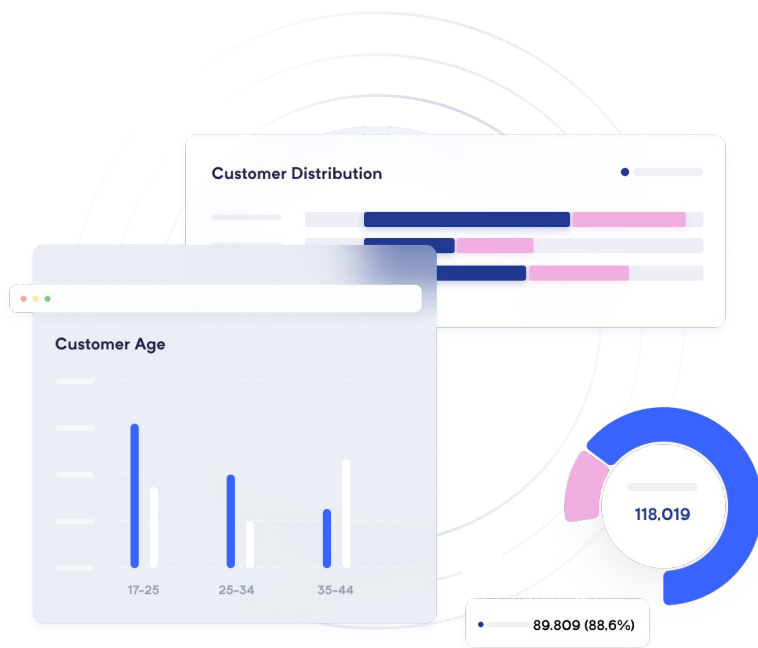 Customer Distribution
Customer Age
17-25
25-34
35-44
118,019
89.809 (88,6%)